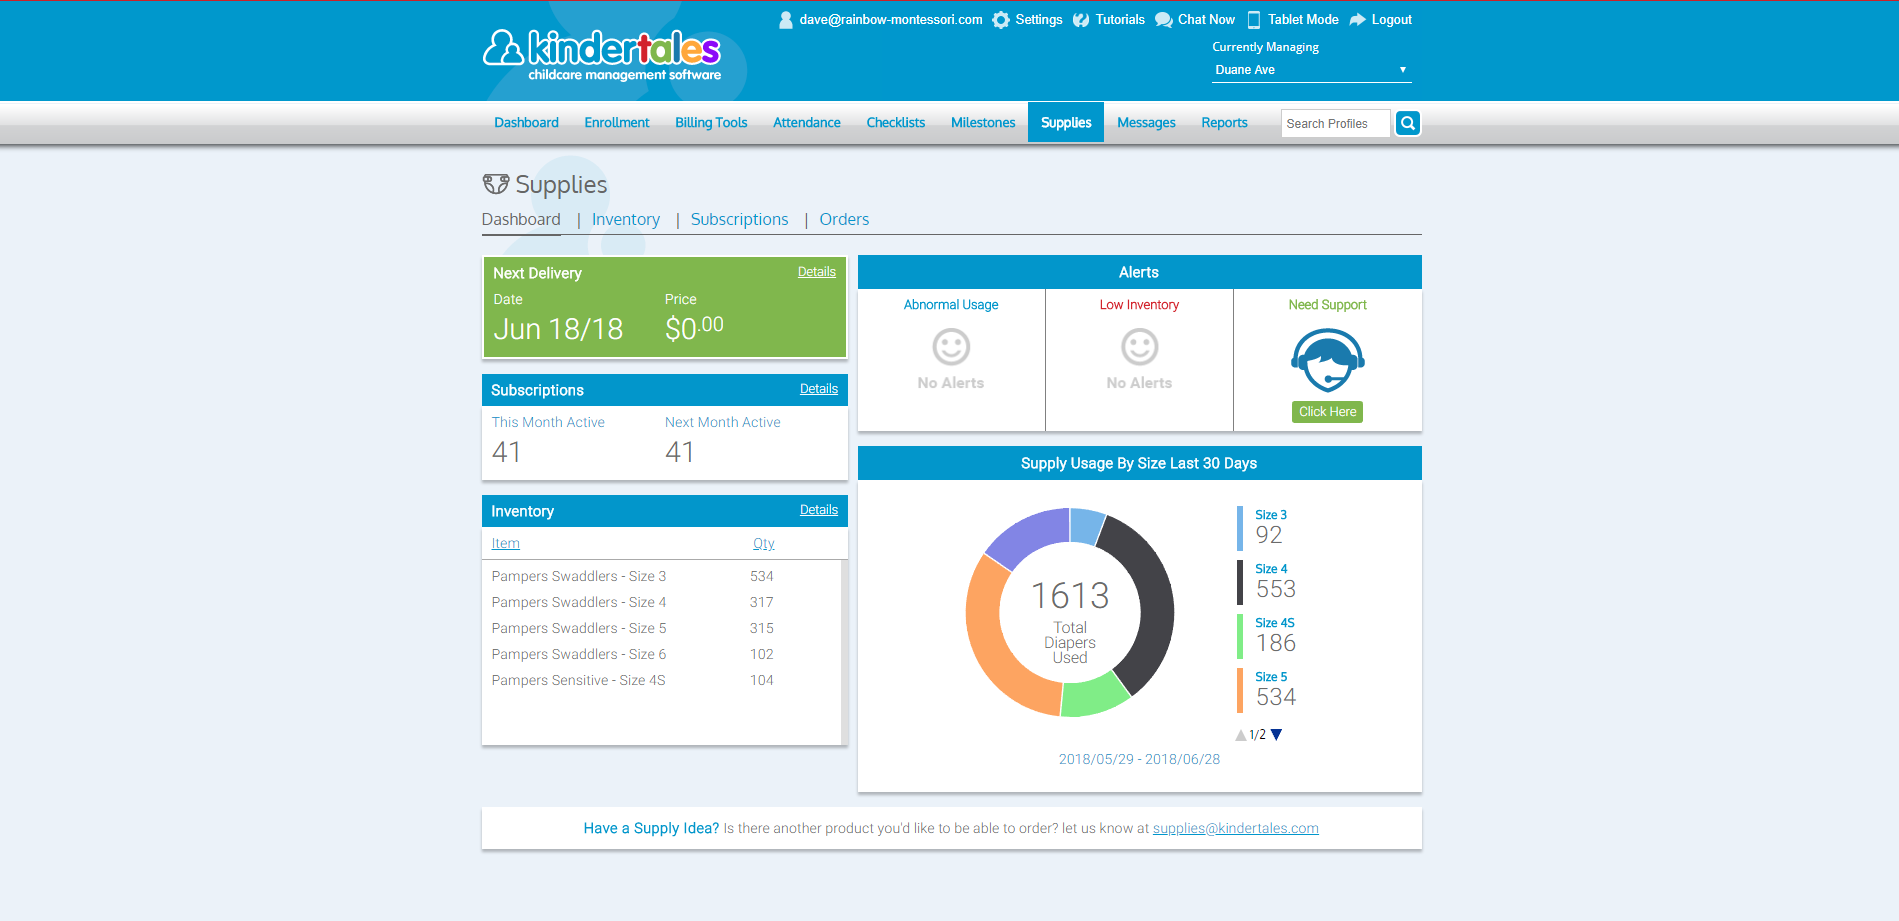 dave@rainbow-montessori.com Settings Tutorials Chat Now Tablet Mode Logout
kindertales
childcare management software
Currently Managing
Duane Ave
Dashboard Enrollment Billing Tools Attendance Checklists Milestones Supplies Messages Reports Search Profiles
Supplies
Dashboard | Inventory | Subscriptions | Orders
Next Delivery Details
Date Price
Jun 18/18 $0.00
Subscriptions Details
This Month Active Next Month Active
41 41
Inventory Details
Item Qty
Pampers Swaddlers - Size 3 534
Pampers Swaddlers - Size 4 317
Pampers Swaddlers - Size 5 315
Pampers Swaddlers - Size 6 102
Pampers Sensitive - Size 4S 104
Alerts
Abnormal Usage Low Inventory Need Support
No Alerts No Alerts
Click Here
Supply Usage By Size Last 30 Days
1613
Total
Diapers
Used
Size 3
92
Size 4
553
Size 4S
186
Size 5
534
1/2
2018/05/29 - 2018/06/28
Have a Supply Idea? Is there another product you'd like to be able to order? let us know at supplies@kindertales.com